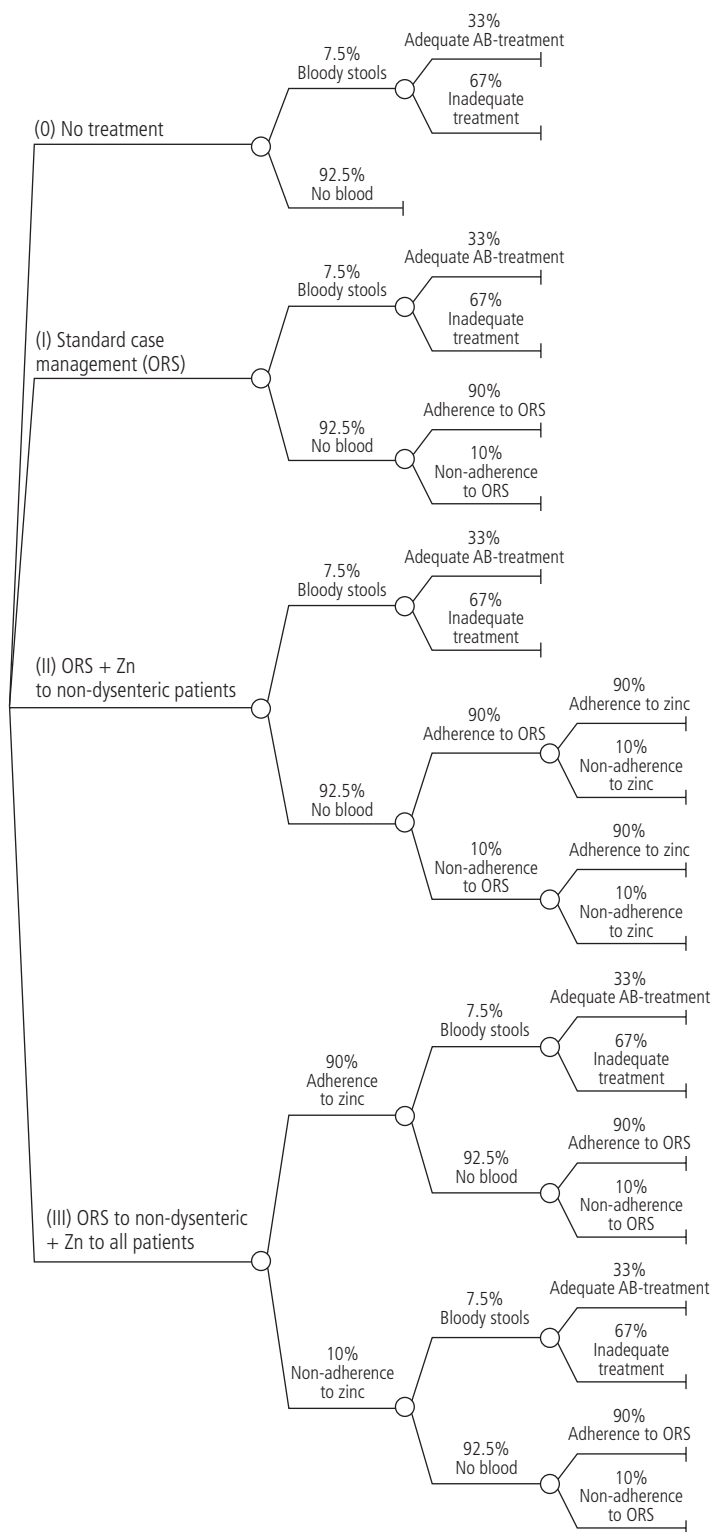 33%
Adequate AB-treatment
7.5%
Bloody stools
67%
Inadequate
treatment
(0) No treatment
92.5%
No blood
33%
Adequate AB-treatment
7.5%
Bloody stools
67%
Inadequate
treatment
(I) Standard case
management (ORS)
90%
Adherence to ORS
92.5%
No blood
10%
Non-adherence
to ORS
33%
Adequate AB-treatment
7.5%
Bloody stools
67%
Inadequate
treatment
(II) ORS + Zn
to non-dysenteric patients
90%
Adherence to zinc
90%
Adherence to ORS
10%
Non-adherence
to zinc
92.5%
No blood
90%
Adherence to zinc
10%
Non-adherence
to ORS
10%
Non-adherence
to zinc
33%
Adequate AB-treatment
7.5%
Bloody stools
67%
Inadequate
treatment
90%
Adherence
to zinc
90%
Adherence to ORS
92.5%
No blood
10%
Non-adherence
to ORS
(III) ORS to non-dysenteric
+ Zn to all patients
33%
Adequate AB-treatment
7.5%
Bloody stools
67%
Inadequate
treatment
10%
Non-adherence
to zinc
90%
Adherence to ORS
92.5%
No blood
10%
Non-adherence
to ORS